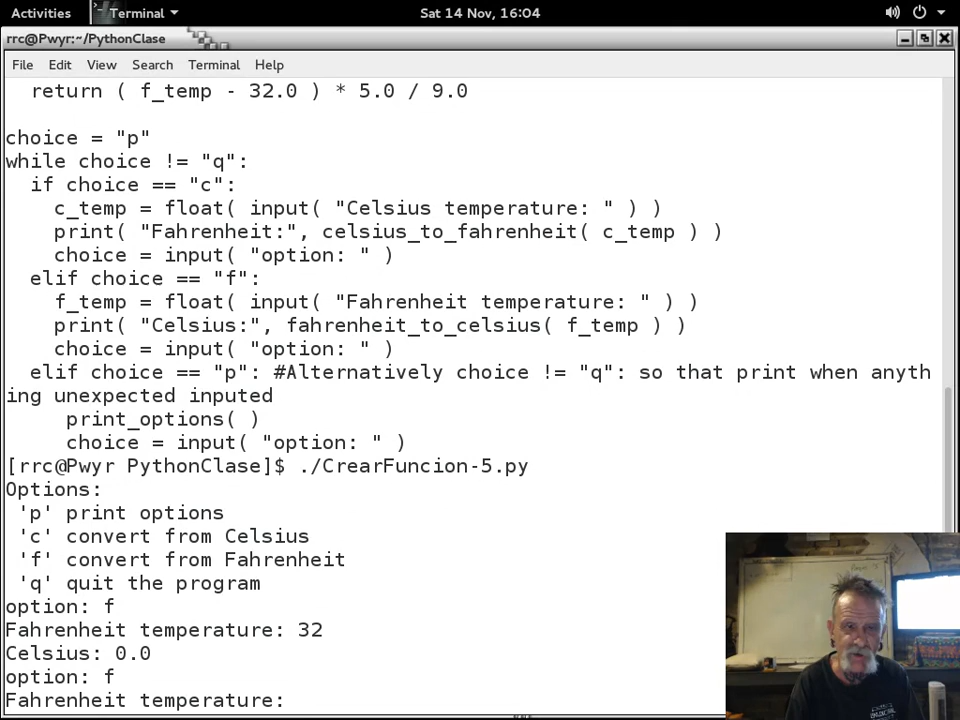 Activities Terminal Sat 14 Nov, 16:04
rrc@Pwyr:~/PythonClase
File Edit View Search Terminal Help
return ( f_temp - 32.0 ) * 5.0 / 9.0
choice = "p"
while choice != "q":
if choice == "c":
c_temp = float( input( "Celsius temperature: " ) )
print( "Fahrenheit:", celsius_to_fahrenheit( c_temp ) )
choice = input( "option: " )
elif choice == "f":
f_temp = float( input( "Fahrenheit temperature: " ) )
print( "Celsius:", fahrenheit_to_celsius( f_temp ) )
choice = input( "option: " )
elif choice == "p": #Alternatively choice != "q": so that print when anyth
ing unexpected inputed
print_options( )
choice = input( "option: " )
[rrc@Pwyr PythonClase]$ ./CrearFuncion-5.py
Options:
'p' print options
'c' convert from Celsius
'f' convert from Fahrenheit
'q' quit the program
option: f
Fahrenheit temperature: 32
Celsius: 0.0
option: f
Fahrenheit temperature: